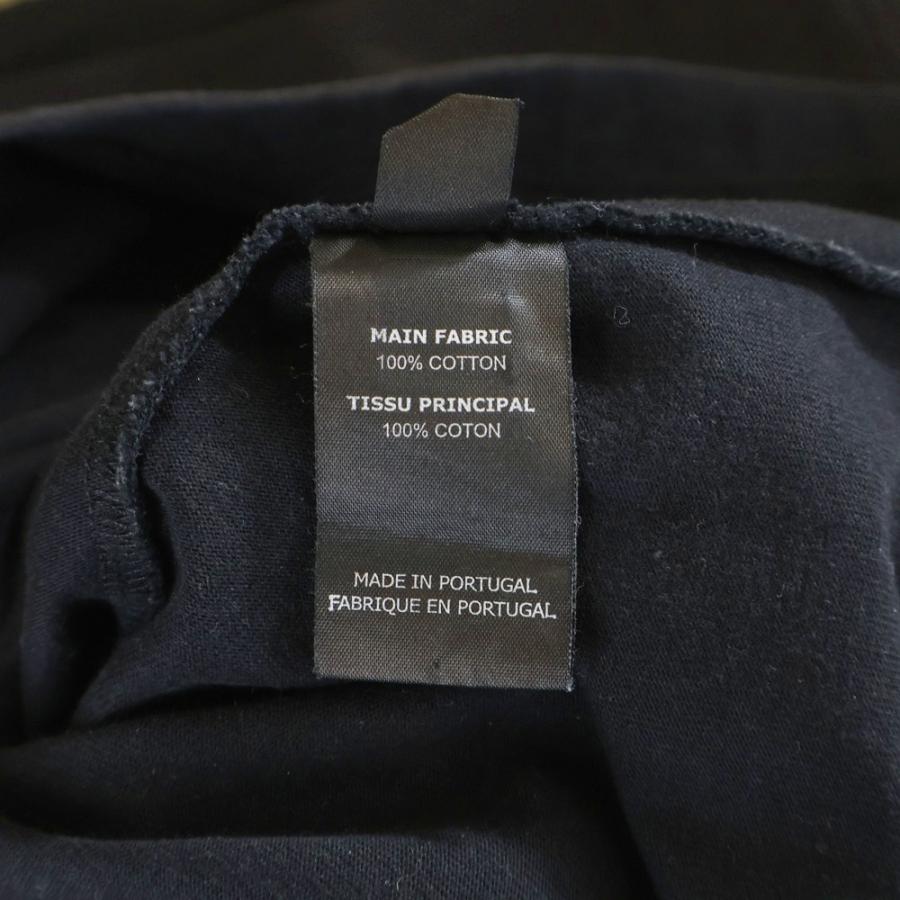 MAIN FABRIC
100% COTTON
TISSU PRINCIPAL
100% COTON
MADE IN PORTUGAL
FABRIQUE EN PORTUGAL